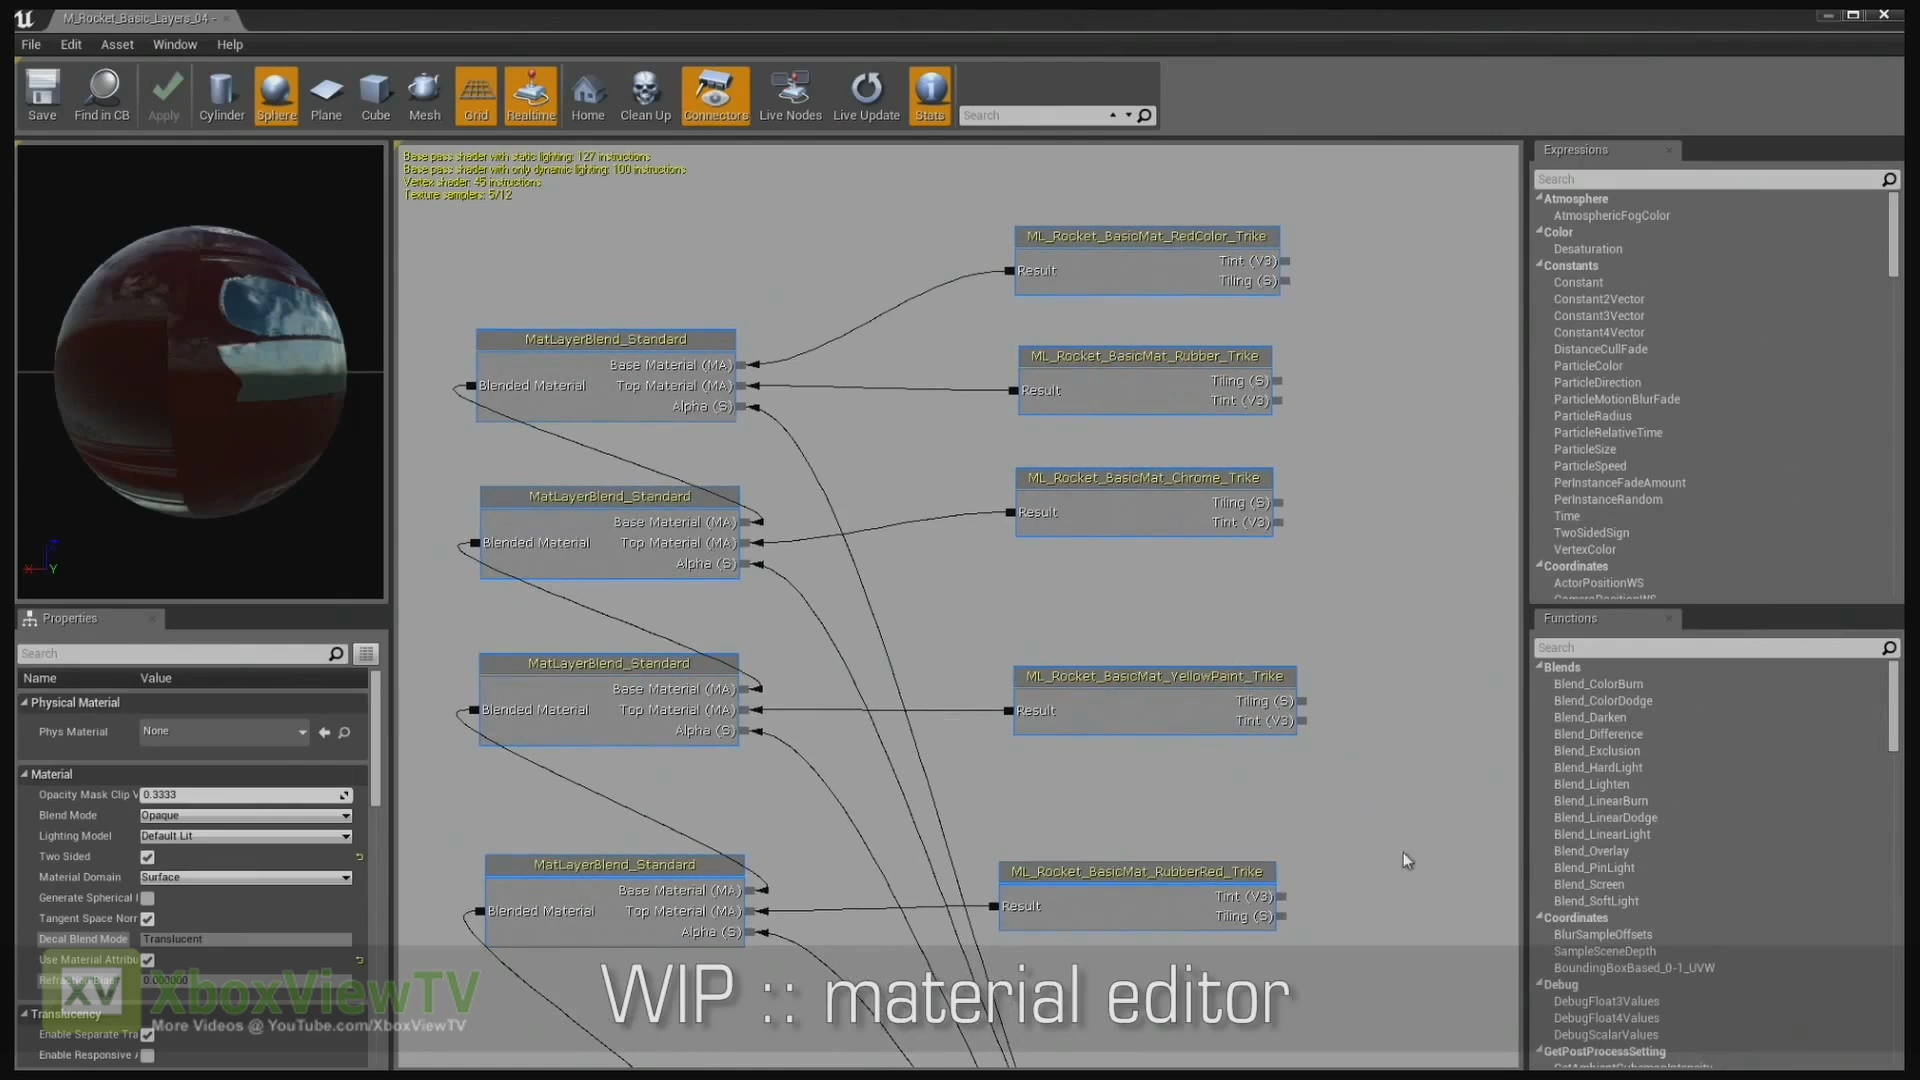 M_Rocket_Basic_Layers_04 -
File Edit Asset Window Help
Save Find in CB Apply Cylinder Sphere Plane Cube Mesh Grid Realtime Home Clean Up Connectors Live Nodes Live Update Stats Search
Base pass shader with static lighting: 127 instructions
Base pass shader with only dynamic lighting: 100 instructions
Vertex shader: 45 instructions
Texture samplers: 5/12
X Y
ML_Rocket_BasicMat_RedColor_Trike
Result
Tint (V3)
Tiling (S)
MatLayerBlend_Standard
Base Material (MA)
Blended Material Top Material (MA)
Alpha (S)
ML_Rocket_BasicMat_Rubber_Trike
Tiling (S)
Result
Tint (V3)
MatLayerBlend_Standard
Base Material (MA)
Blended Material Top Material (MA)
Alpha (S)
ML_Rocket_BasicMat_Chrome_Trike
Tiling (S)
Result
Tint (V3)
MatLayerBlend_Standard
Base Material (MA)
Blended Material Top Material (MA)
Alpha (S)
ML_Rocket_BasicMat_YellowPaint_Trike
Tiling (S)
Result
Tint (V3)
MatLayerBlend_Standard
Base Material (MA)
Blended Material Top Material (MA)
Alpha (S)
ML_Rocket_BasicMat_RubberRed_Trike
Tint (V3)
Result
Tiling (S)
Properties
Search
Name Value
Physical Material
Phys Material None
Material
Opacity Mask Clip V 0.3333
Blend Mode Opaque
Lighting Model Default Lit
Two Sided
Material Domain Surface
Generate Spherical
Tangent Space Norr
Decal Blend Mode Translucent
Use Material Attribu
0.000000
Translucency
Enable Separate Tra
Enable Responsive
Expressions
Search
Atmosphere
AtmosphericFogColor
Color
Desaturation
Constants
Constant
Constant2Vector
Constant3Vector
Constant4Vector
DistanceCullFade
ParticleColor
ParticleDirection
ParticleMotionBlurFade
ParticleRadius
ParticleRelativeTime
ParticleSize
ParticleSpeed
PerInstanceFadeAmount
PerInstanceRandom
Time
TwoSidedSign
VertexColor
Coordinates
ActorPositionWS
CameraPositionWS
Functions
Search
Blends
Blend_ColorBurn
Blend_ColorDodge
Blend_Darken
Blend_Difference
Blend_Exclusion
Blend_HardLight
Blend_Lighten
Blend_LinearBurn
Blend_LinearDodge
Blend_LinearLight
Blend_Overlay
Blend_PinLight
Blend_Screen
Blend_SoftLight
Coordinates
BlurSampleOffsets
SampleSceneDepth
BoundingBoxBased_0-1_UVW
Debug
DebugFloat3Values
DebugFloat4Values
DebugScalarValues
GetPostProcessSetting
XV XboxViewTV
More Videos @ YouTube.com/XboxViewTV
WIP :: material editor